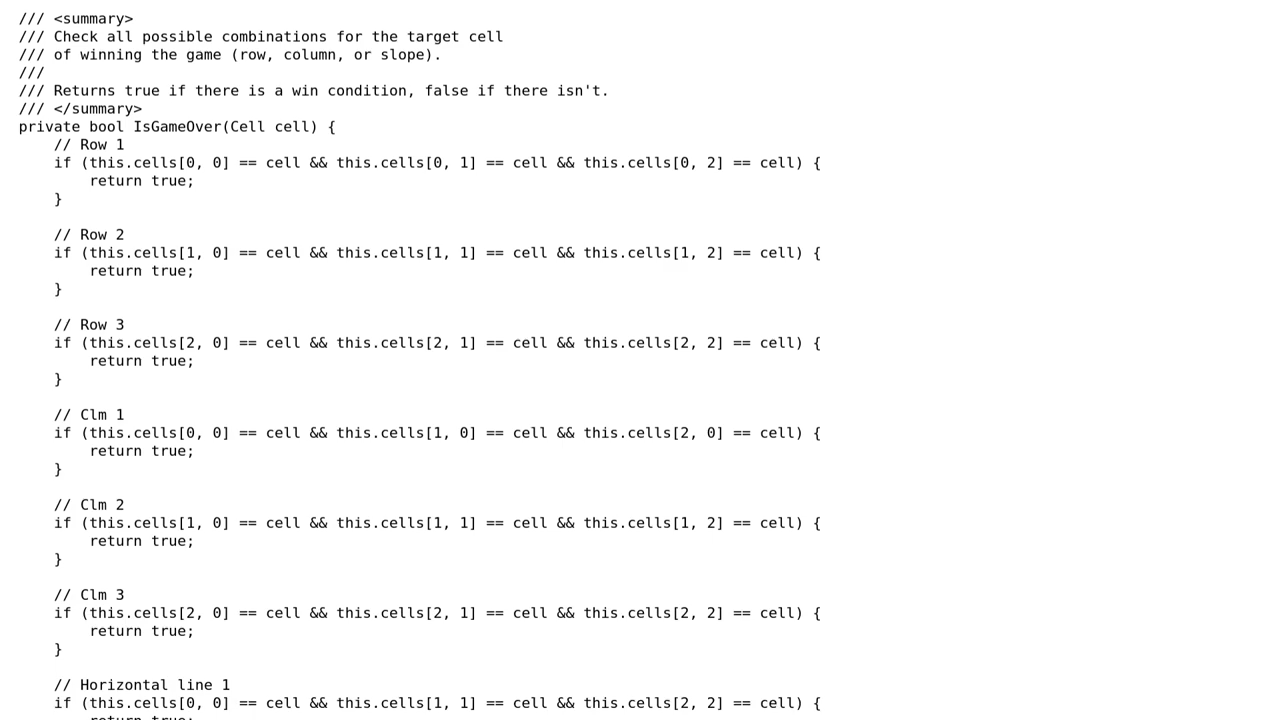 /// <summary>
/// Check all possible combinations for the target cell
/// of winning the game (row, column, or slope).
///
/// Returns true if there is a win condition, false if there isn't.
/// </summary>
private bool IsGameOver(Cell cell) {
    // Row 1
    if (this.cells[0, 0] == cell && this.cells[0, 1] == cell && this.cells[0, 2] == cell) {
        return true;
    }

    // Row 2
    if (this.cells[1, 0] == cell && this.cells[1, 1] == cell && this.cells[1, 2] == cell) {
        return true;
    }

    // Row 3
    if (this.cells[2, 0] == cell && this.cells[2, 1] == cell && this.cells[2, 2] == cell) {
        return true;
    }

    // Clm 1
    if (this.cells[0, 0] == cell && this.cells[1, 0] == cell && this.cells[2, 0] == cell) {
        return true;
    }

    // Clm 2
    if (this.cells[1, 0] == cell && this.cells[1, 1] == cell && this.cells[1, 2] == cell) {
        return true;
    }

    // Clm 3
    if (this.cells[2, 0] == cell && this.cells[2, 1] == cell && this.cells[2, 2] == cell) {
        return true;
    }

    // Horizontal line 1
    if (this.cells[0, 0] == cell && this.cells[1, 1] == cell && this.cells[2, 2] == cell) {
        return true;